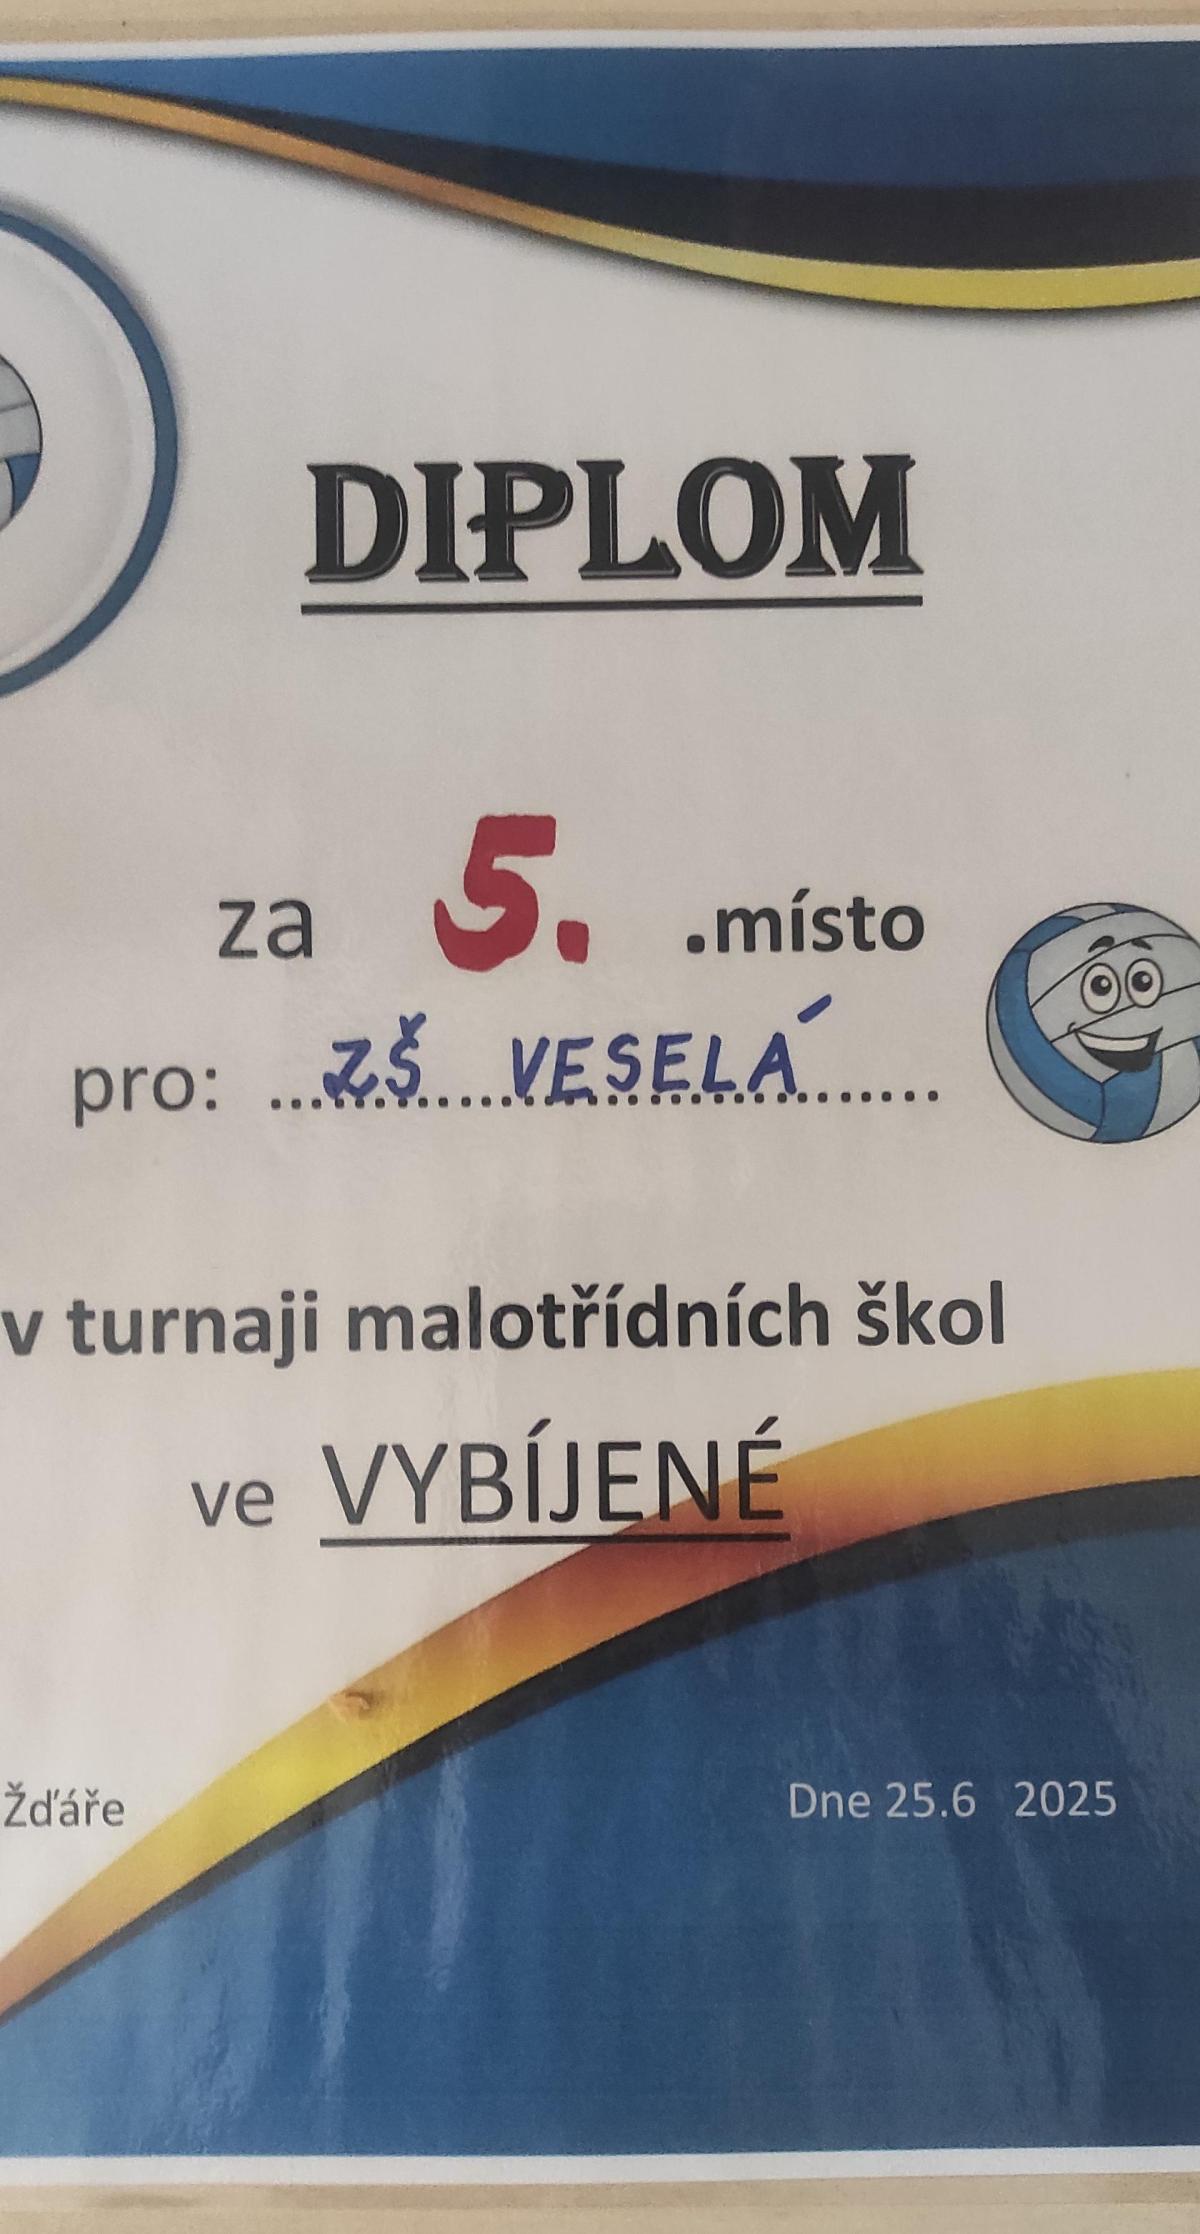 DIPLOM
za 5. .místo
pro: ...ZŠ VESELÁ.......
v turnaji malotřídních škol
ve VYBÍJENÉ
Žďáře Dne 25.6 2025